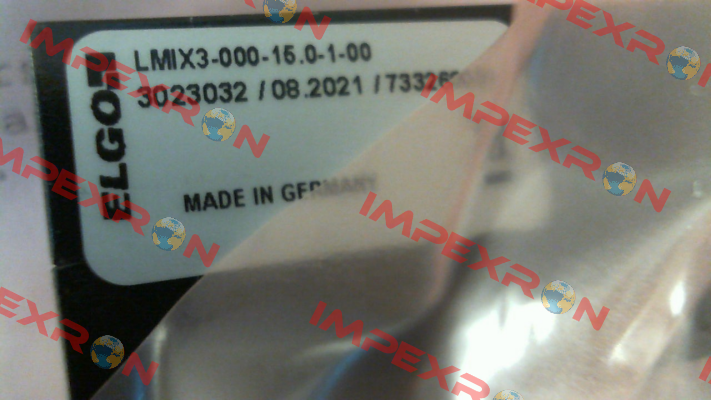 ELGO
LMIX3-000-15.0-1-00
3023032 / 08.2021 /
MADE IN GERMANY
IMPEXRON
IMPEXRON
IMPEXRON
IMPEXRON
IMPEXRON
IMPEXRON